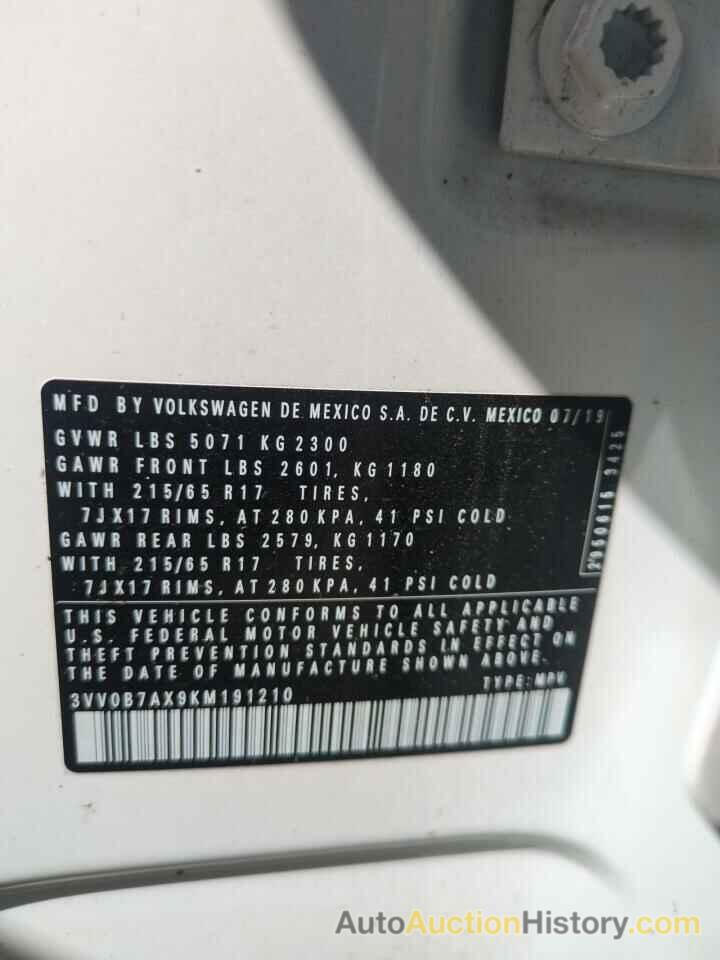 MFD BY VOLKSWAGEN DE MEXICO S.A. DE C.V. MEXICO 07/19
GVWR LBS 5071 KG 2300
GAWR FRONT LBS 2601, KG 1180
WITH 215/65 R17 TIRES,
7JX17 RIMS, AT 280 KPA, 41 PSI COLD
GAWR REAR LBS 2579, KG 1170
WITH 215/65 R17 TIRES,
7JX17 RIMS, AT 280 KPA, 41 PSI COLD
2950615 3425
THIS VEHICLE CONFORMS TO ALL APPLICABLE
U.S. FEDERAL MOTOR VEHICLE SAFETY AND
THEFT PREVENTION STANDARDS IN EFFECT ON
THE DATE OF MANUFACTURE SHOWN ABOVE.
3VV0B7AX9KM191210 TYPE: MPV
AutoAuctionHistory.com